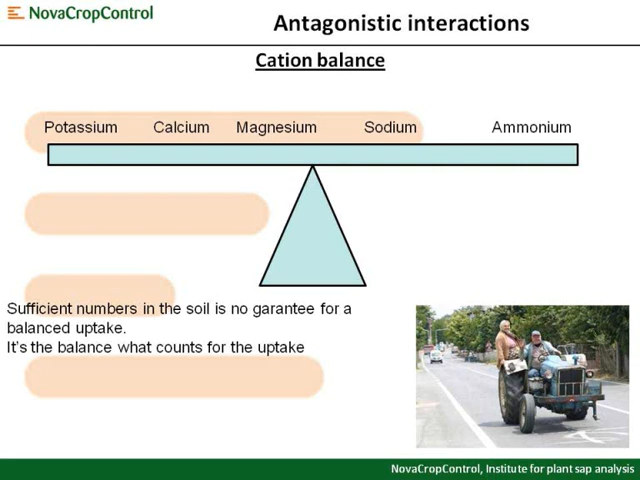 NovaCropControl
Antagonistic interactions
Cation balance
Potassium Calcium Magnesium Sodium Ammonium
Sufficient numbers in the soil is no garantee for a
balanced uptake.
It's the balance what counts for the uptake
NovaCropControl, Institute for plant sap analysis